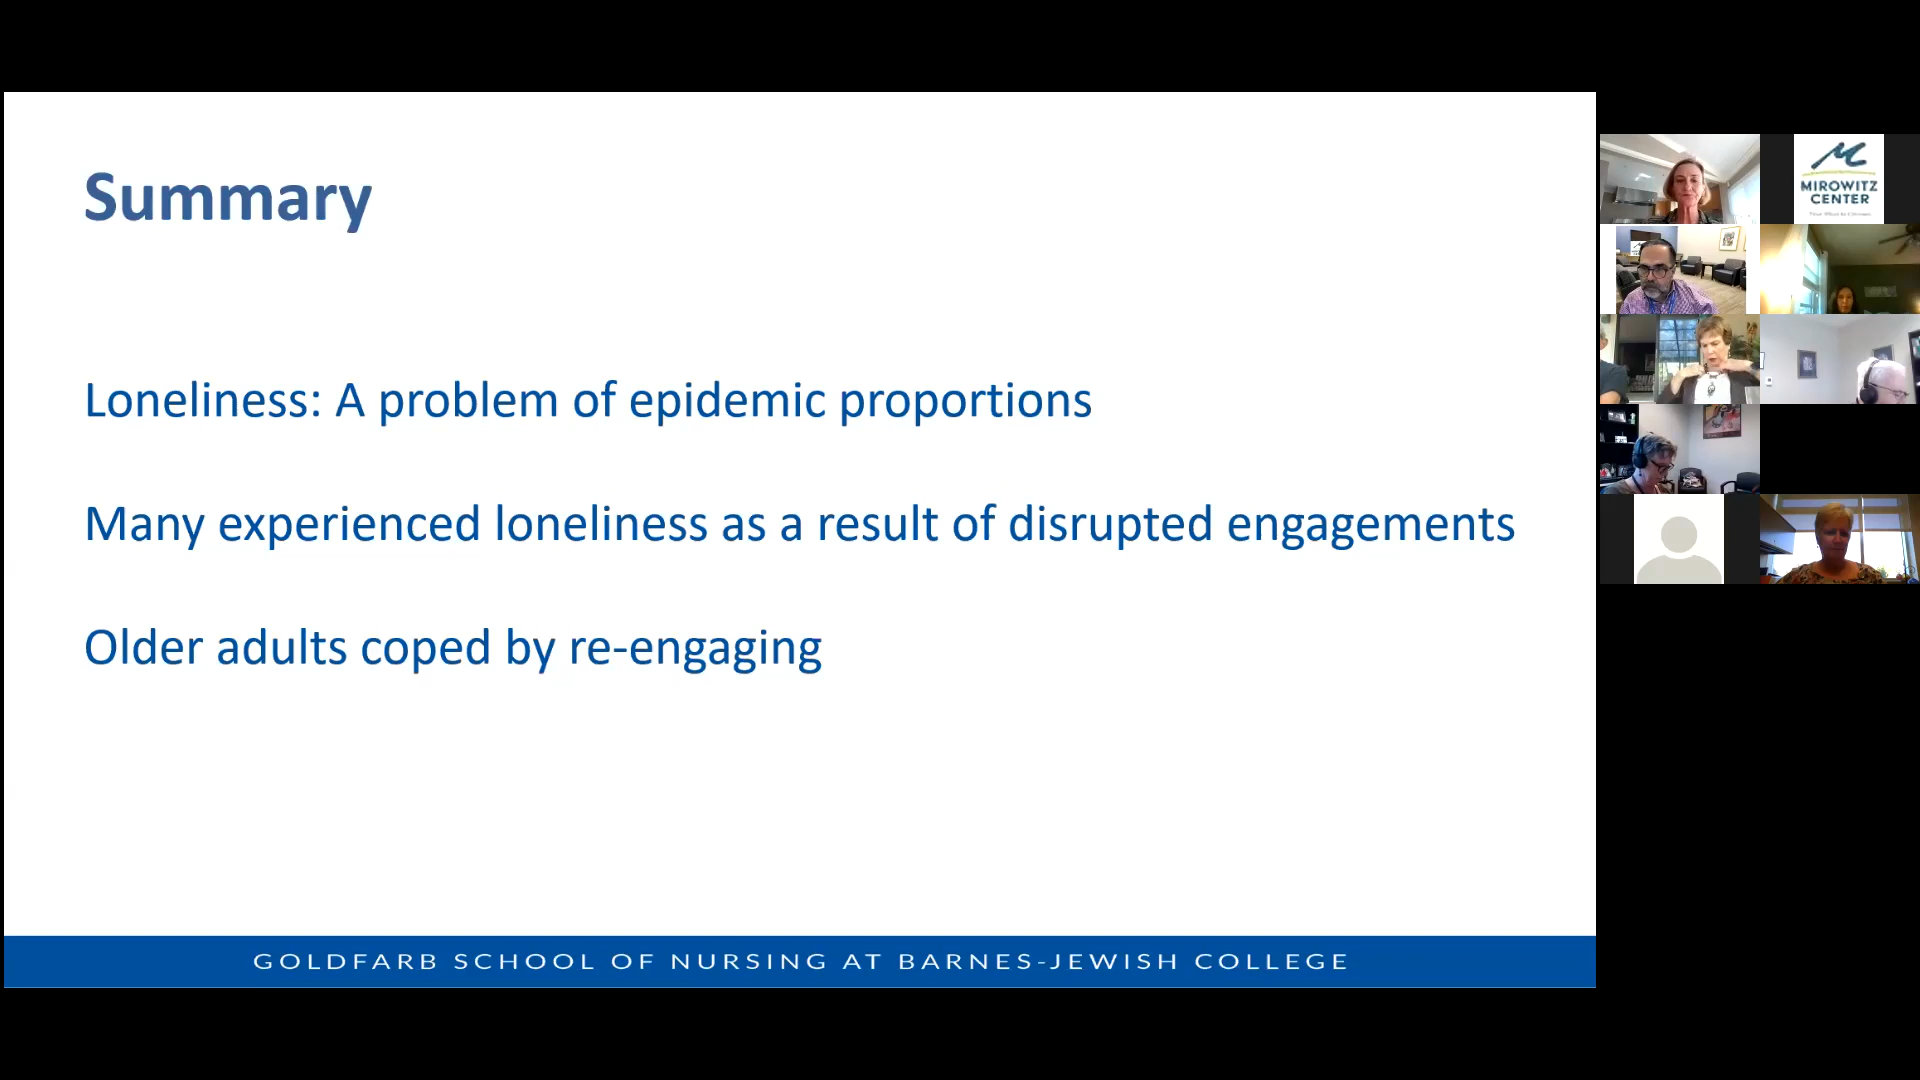 Summary
Loneliness: A problem of epidemic proportions
Many experienced loneliness as a result of disrupted engagements
Older adults coped by re-engaging
GOLDFARB SCHOOL OF NURSING AT BARNES-JEWISH COLLEGE
MIROWITZ
CENTER